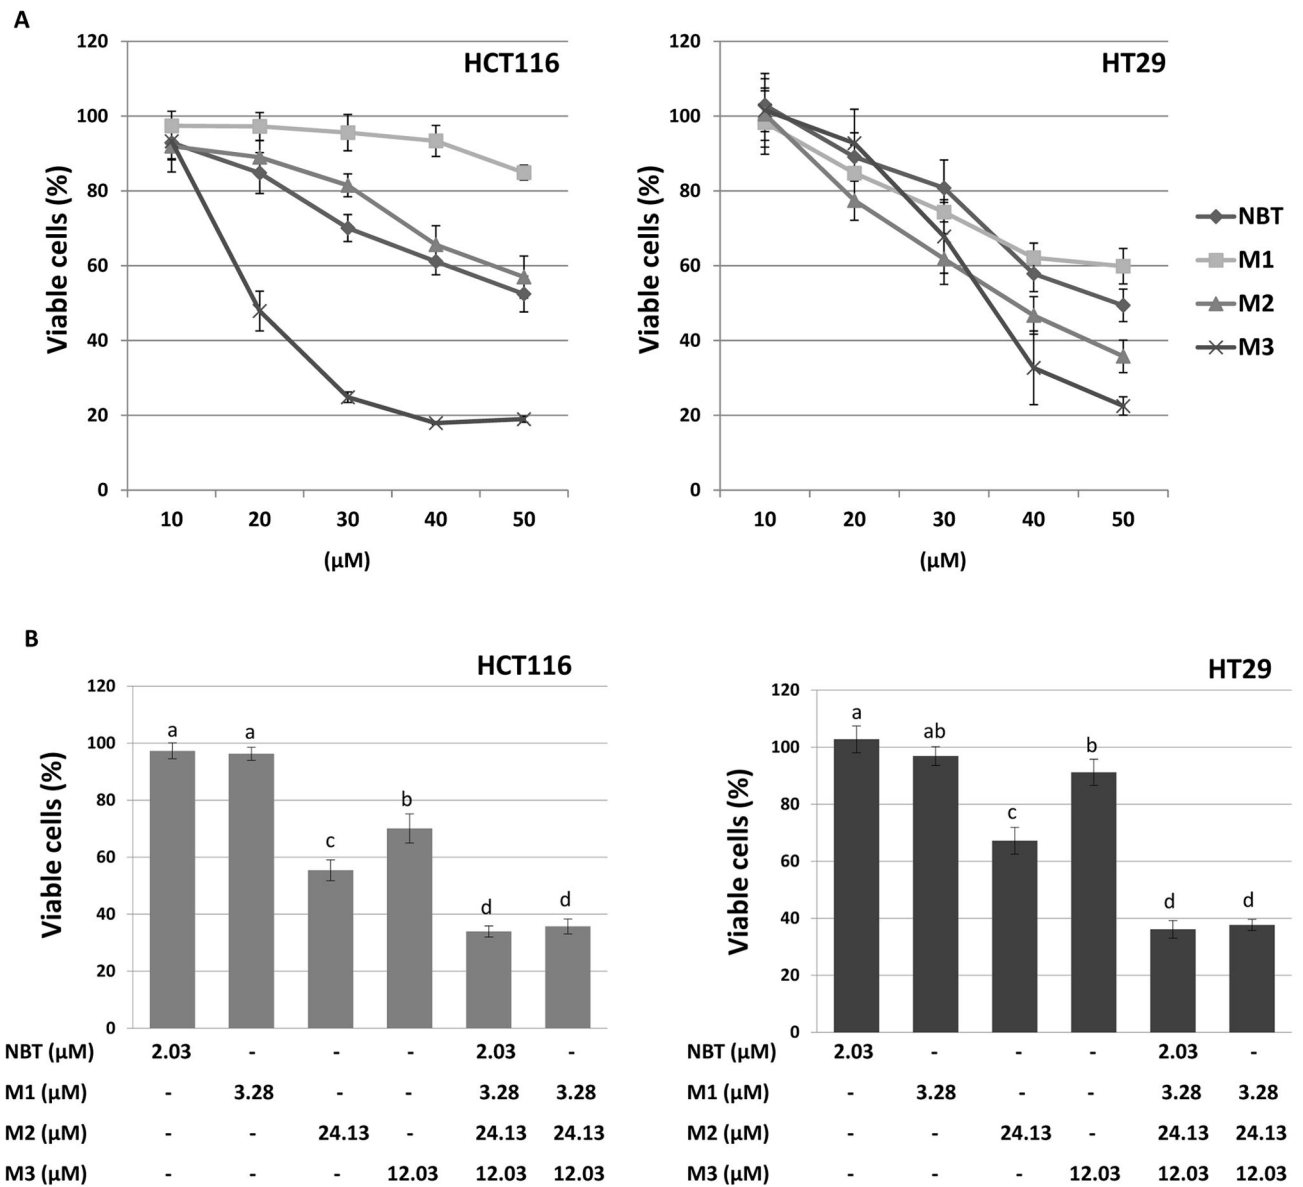 A
HCT116
HT29
120
100
80
60
40
20
0
Viable cells (%)
10 20 30 40 50
(µM)
120
100
80
60
40
20
0
Viable cells (%)
10 20 30 40 50
(µM)
NBT
M1
M2
M3
B
HCT116
120
100
80
60
40
20
0
Viable cells (%)
a a c b d d
NBT (µM) 2.03 - - - 2.03 -
M1 (µM) - 3.28 - - 3.28 3.28
M2 (µM) - - 24.13 - 24.13 24.13
M3 (µM) - - - 12.03 12.03 12.03
HT29
120
100
80
60
40
20
0
Viable cells (%)
a ab c b d d
NBT (µM) 2.03 - - - 2.03 -
M1 (µM) - 3.28 - - 3.28 3.28
M2 (µM) - - 24.13 - 24.13 24.13
M3 (µM) - - - 12.03 12.03 12.03